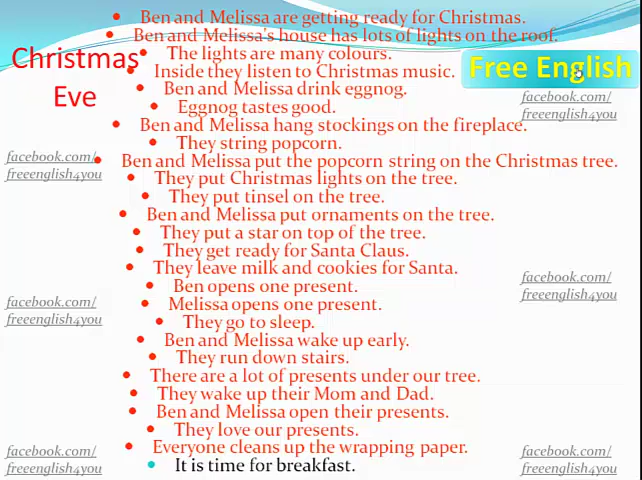 Ben and Melissa are getting ready for Christmas.
Ben and Melissa's house has lots of lights on the roof.
The lights are many colours.
Christmas
Eve
Inside they listen to Christmas music.
Free English
Ben and Melissa drink eggnog.
Eggnog tastes good.
facebook.com/
freeenglish4you
Ben and Melissa hang stockings on the fireplace.
They string popcorn.
facebook.com/
freeenglish4you
Ben and Melissa put the popcorn string on the Christmas tree.
They put Christmas lights on the tree.
They put tinsel on the tree.
Ben and Melissa put ornaments on the tree.
They put a star on top of the tree.
They get ready for Santa Claus.
They leave milk and cookies for Santa.
facebook.com/
freeenglish4you
Ben opens one present.
Melissa opens one present.
facebook.com/
freeenglish4you
They go to sleep.
Ben and Melissa wake up early.
They run down stairs.
There are a lot of presents under our tree.
They wake up their Mom and Dad.
Ben and Melissa open their presents.
They love our presents.
Everyone cleans up the wrapping paper.
It is time for breakfast.
facebook.com/
freeenglish4you
facebook.com/
freeenglish4you